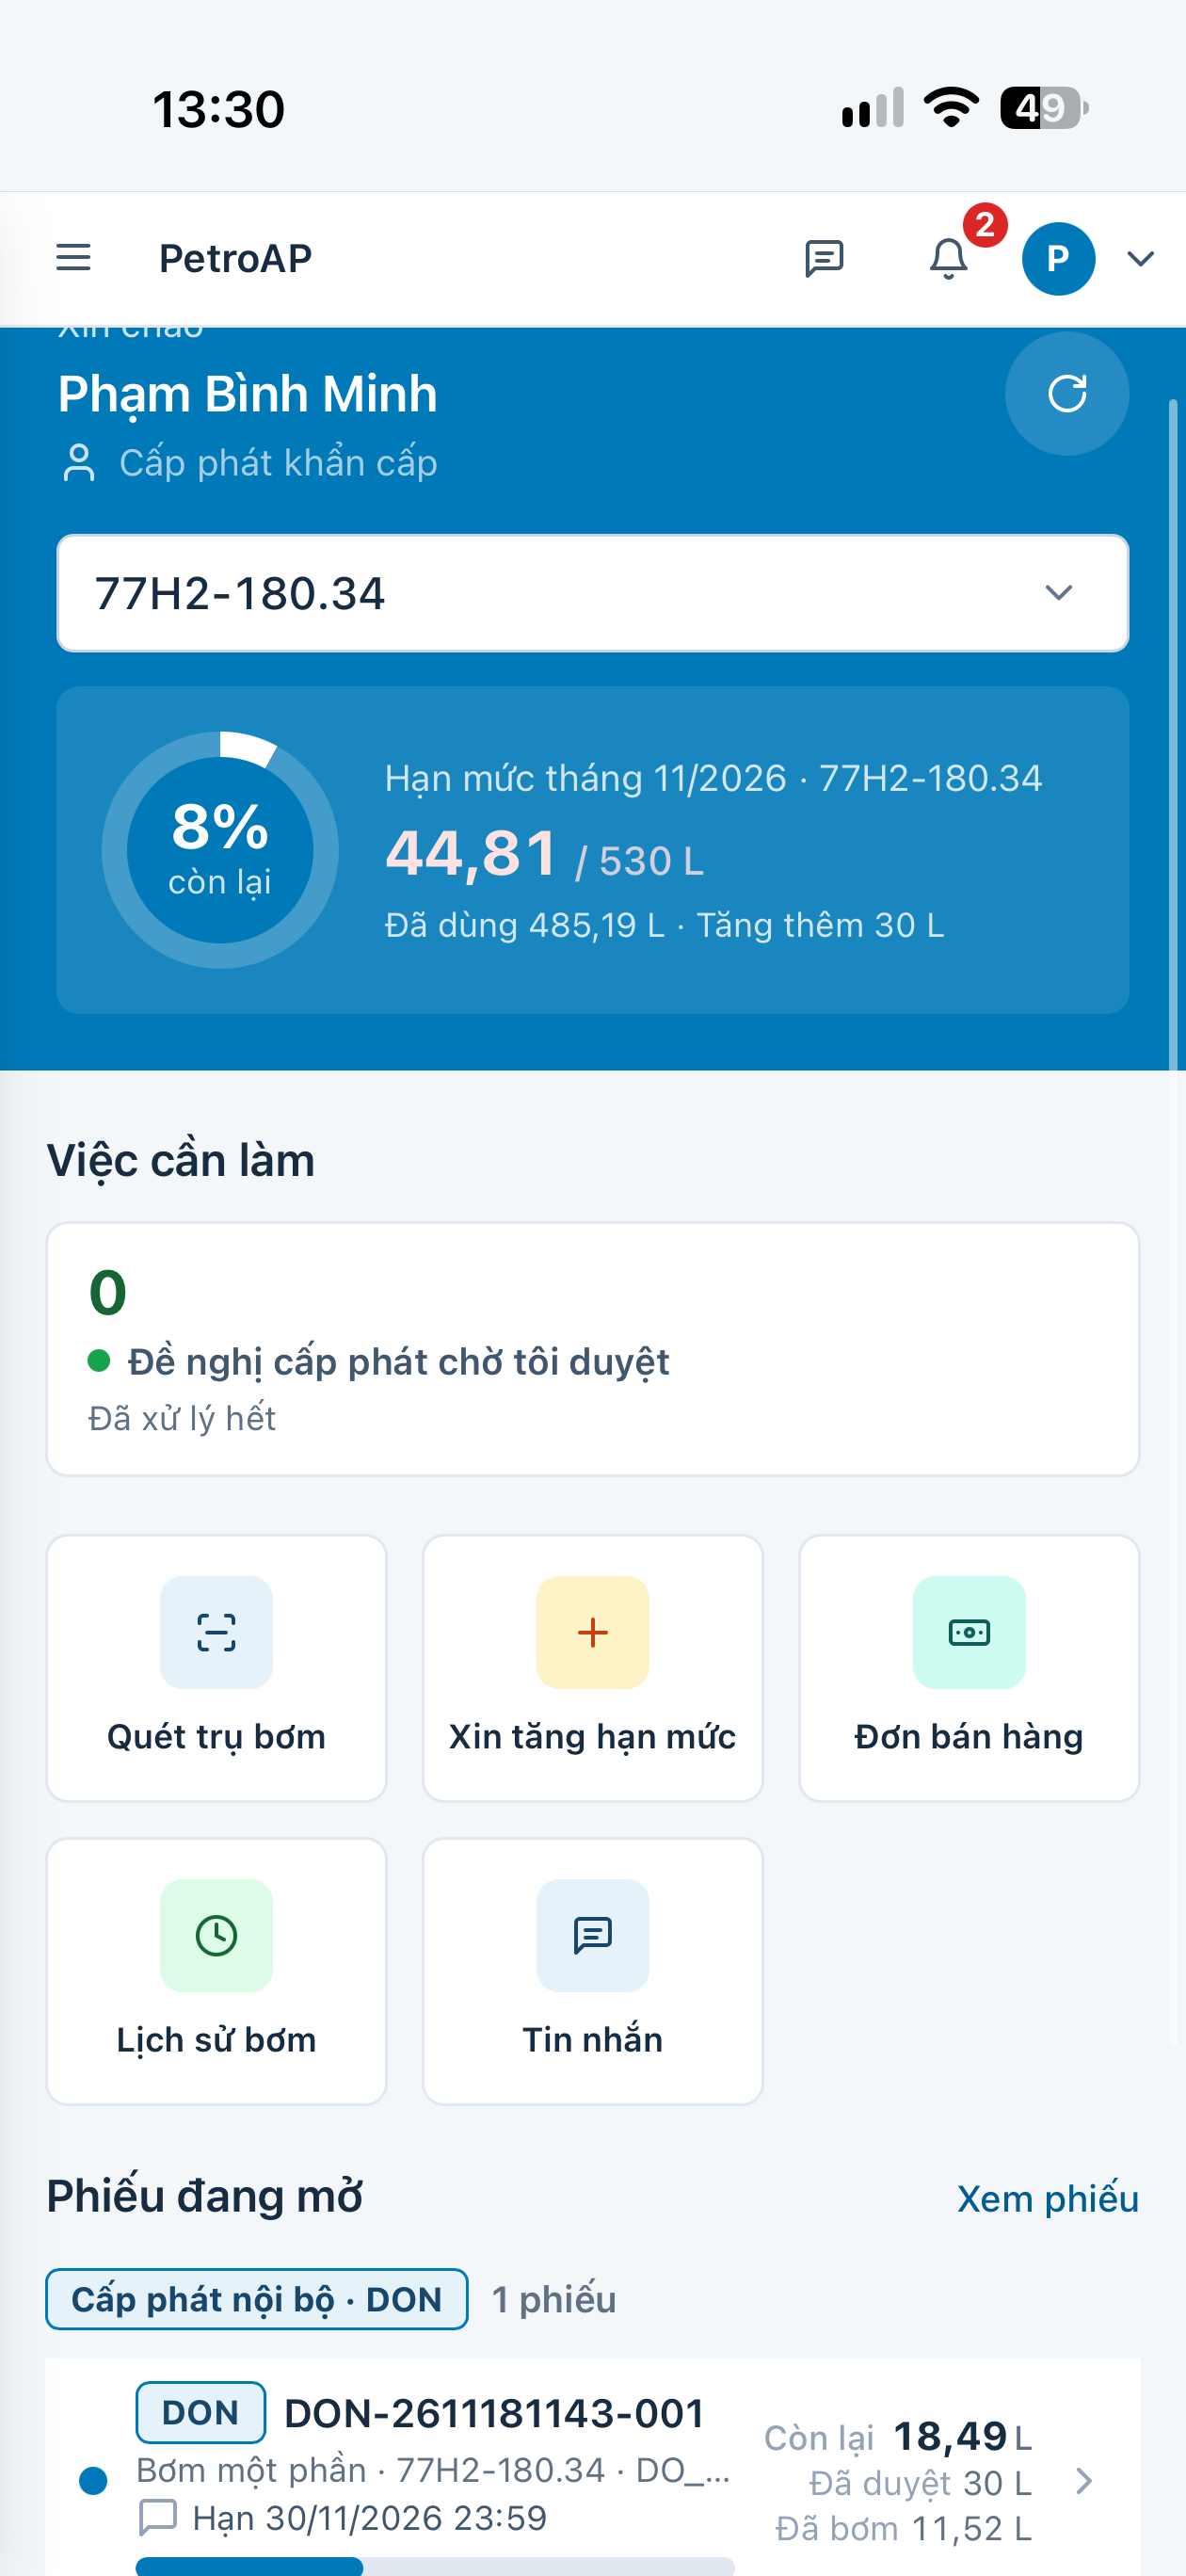 13:30
49
PetroAP
2
P
Xin chào
Phạm Bình Minh
Cấp phát khẩn cấp
77H2-180.34
8%
còn lại
Hạn mức tháng 11/2026 · 77H2-180.34
44,81 / 530 L
Đã dùng 485,19 L · Tăng thêm 30 L
Việc cần làm
0
Đề nghị cấp phát chờ tôi duyệt
Đã xử lý hết
Quét trụ bơm
Xin tăng hạn mức
Đơn bán hàng
Lịch sử bơm
Tin nhắn
Phiếu đang mở
Xem phiếu
Cấp phát nội bộ · DON
1 phiếu
DON DON-2611181143-001
Bơm một phần · 77H2-180.34 · DO_...
Hạn 30/11/2026 23:59
Còn lại 18,49 L
Đã duyệt 30 L
Đã bơm 11,52 L